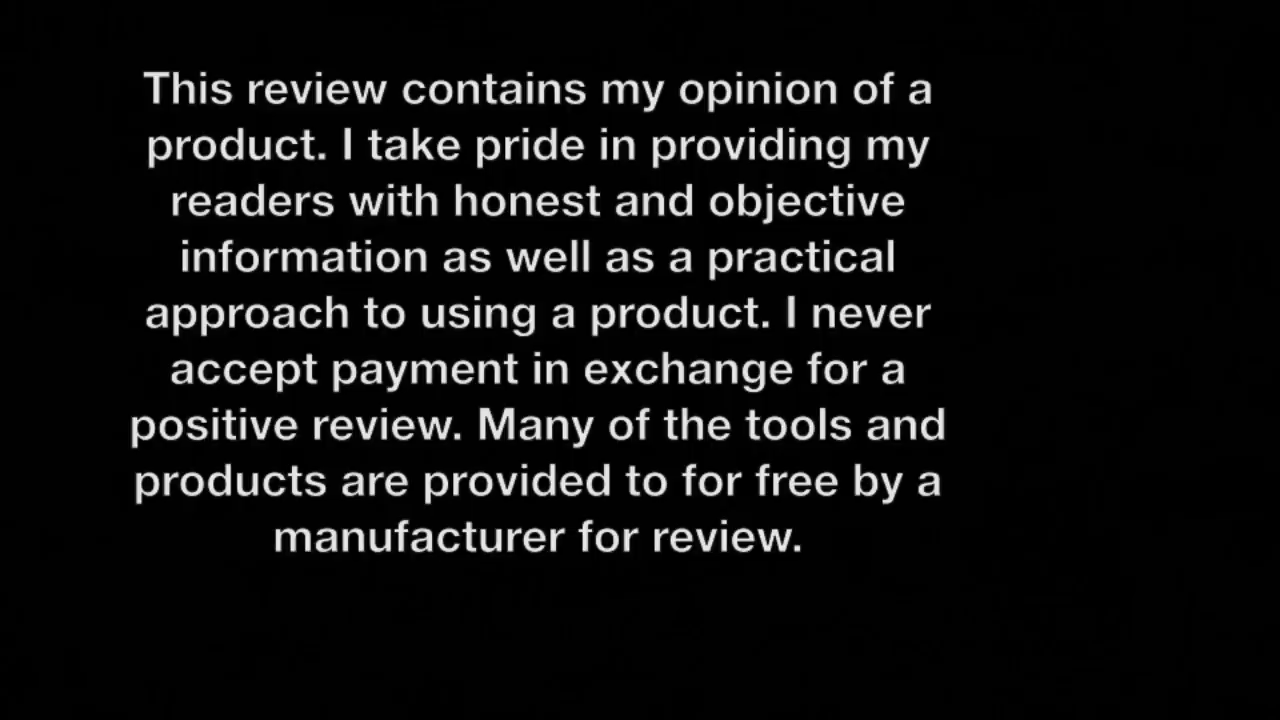 This review contains my opinion of a
product. I take pride in providing my
readers with honest and objective
information as well as a practical
approach to using a product. I never
accept payment in exchange for a
positive review. Many of the tools and
products are provided to for free by a
manufacturer for review.